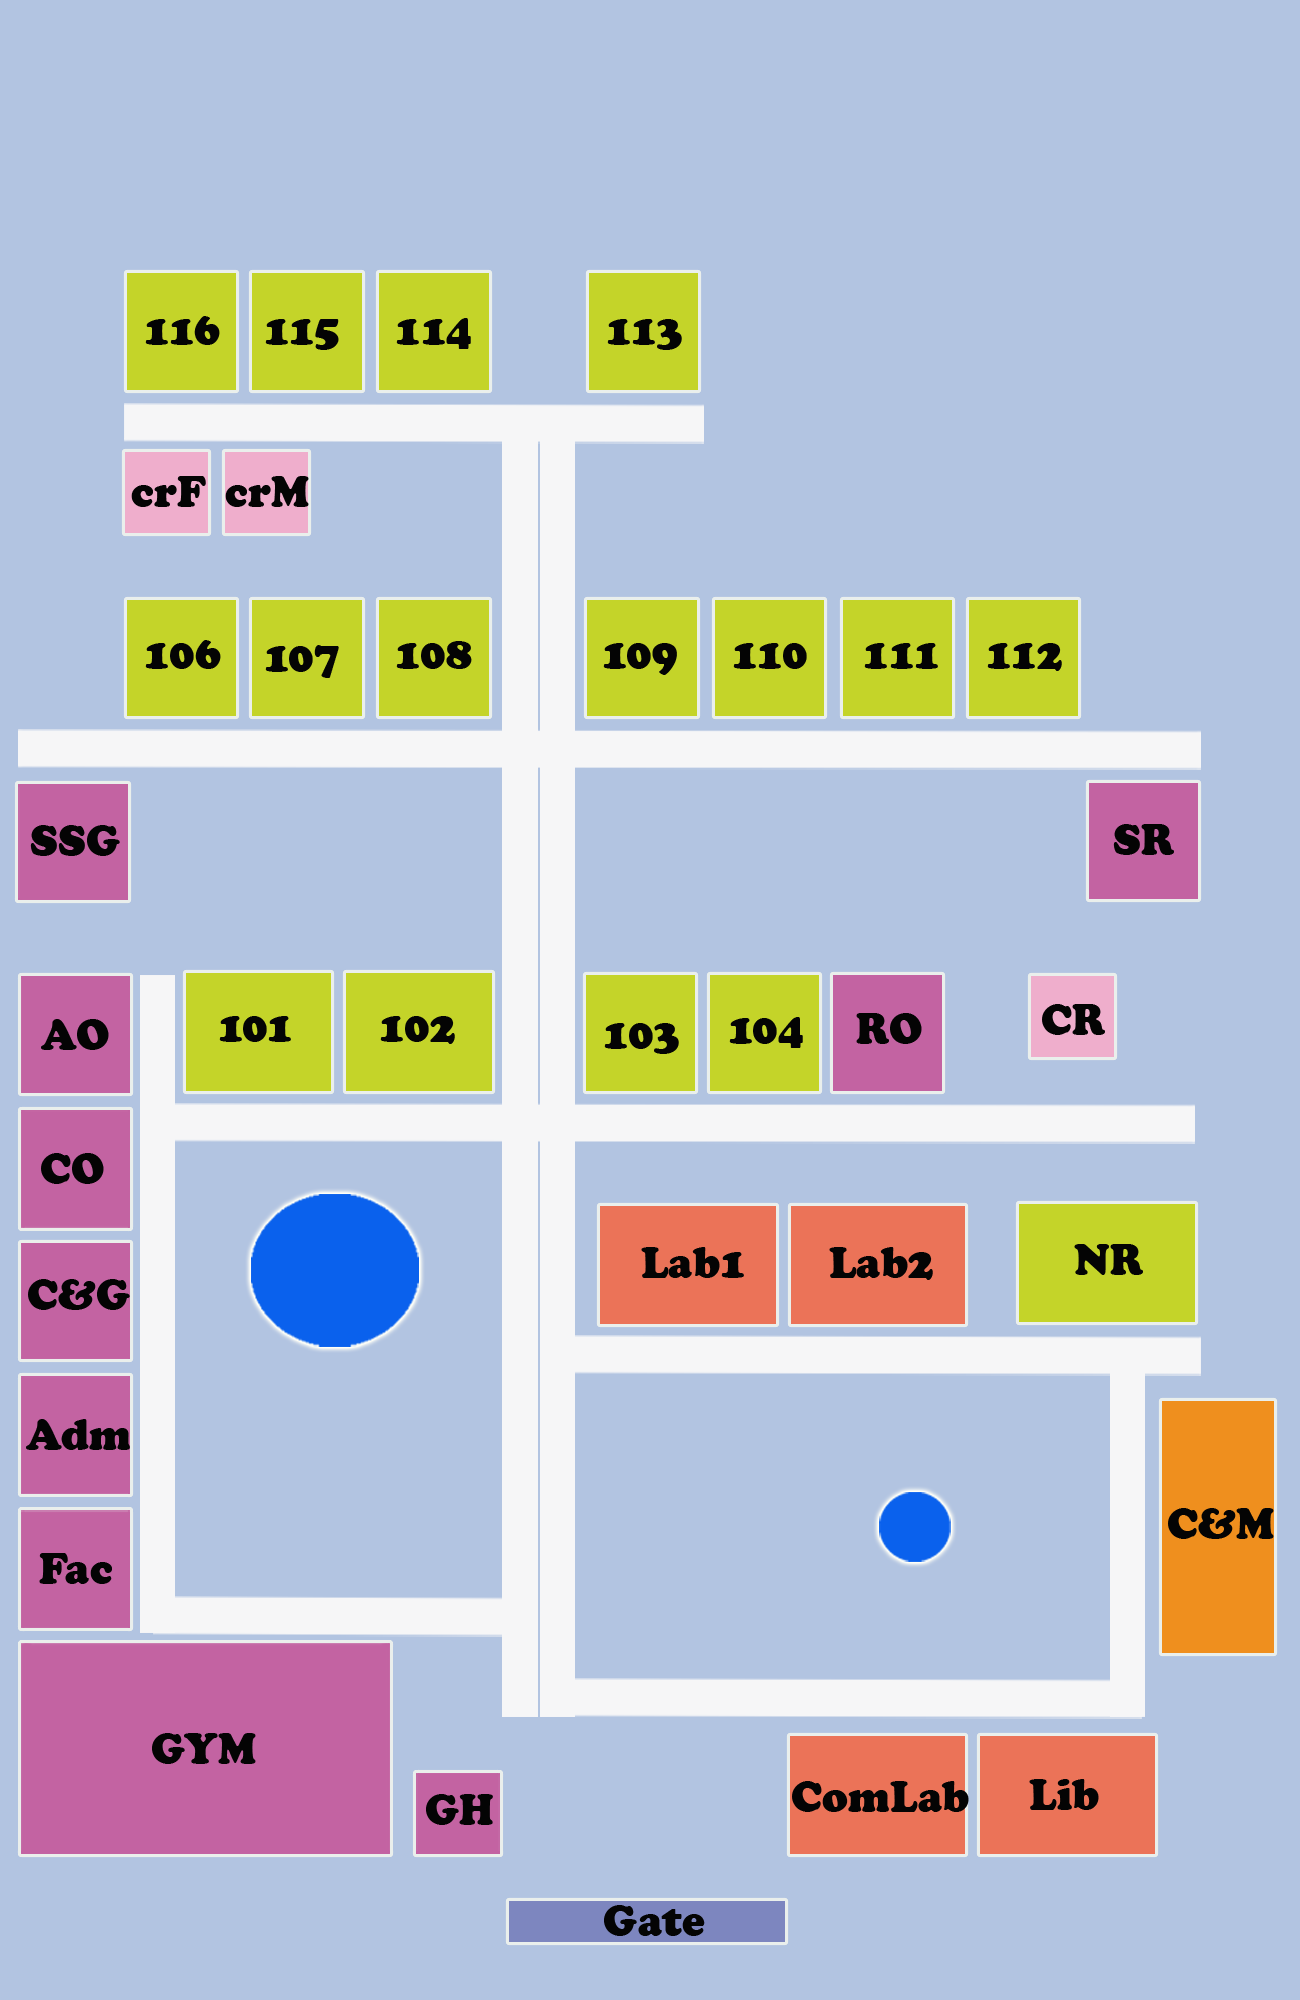 116
115
114
113
crF
crM
106
107
108
109
110
111
112
SSG
SR
AO
101
102
103
104
RO
CR
CO
C&G
Lab1
Lab2
NR
Adm
C&M
Fac
GYM
GH
ComLab
Lib
Gate